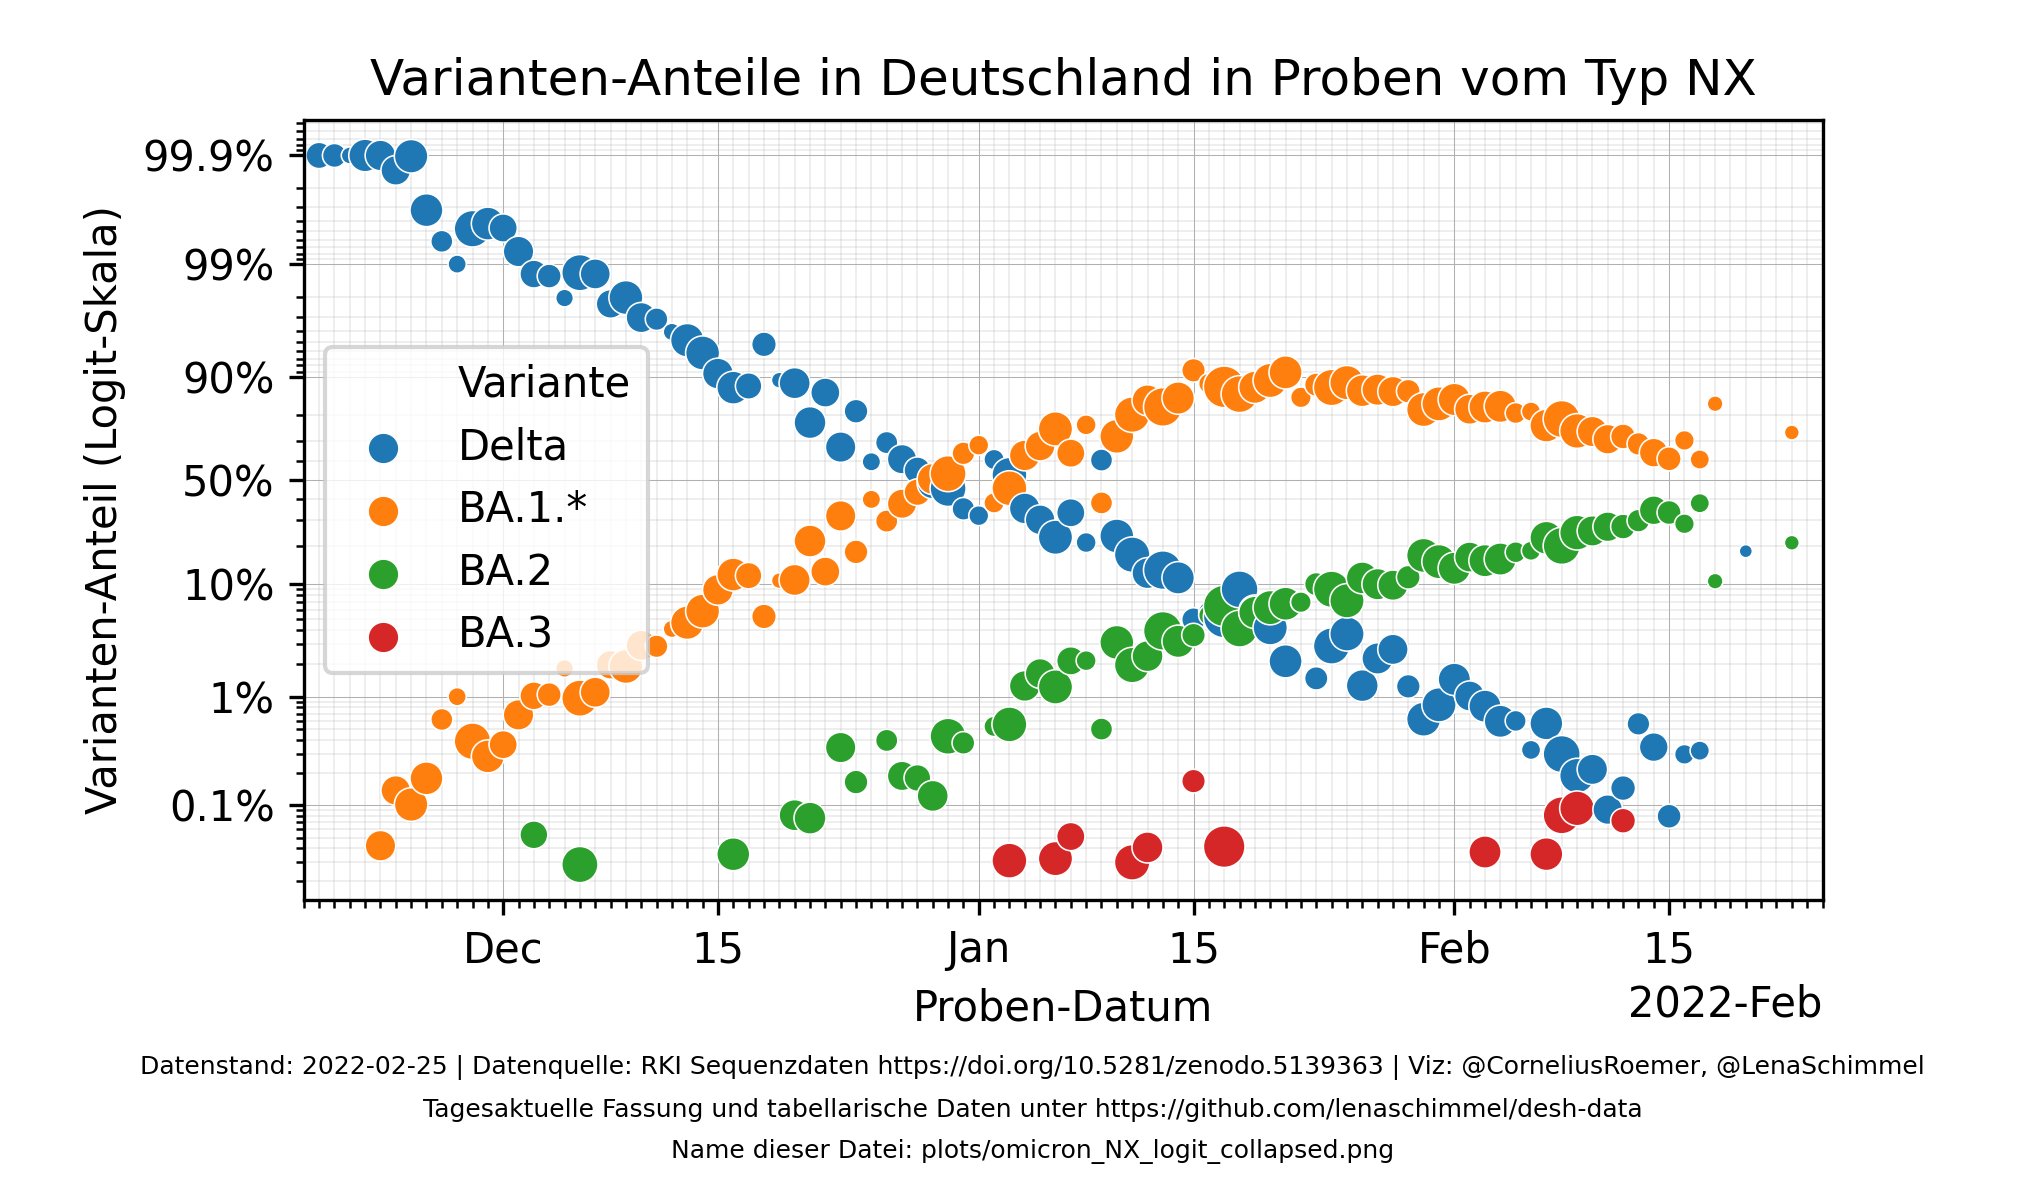 Varianten-Anteile in Deutschland in Proben vom Typ NX
Varianten-Anteil (Logit-Skala)
99.9%
99%
90%
50%
10%
1%
0.1%
Variante
Delta
BA.1.*
BA.2
BA.3
Dec 15 Jan 15 Feb 15
Proben-Datum
2022-Feb
Datenstand: 2022-02-25 | Datenquelle: RKI Sequenzdaten https://doi.org/10.5281/zenodo.5139363 | Viz: @CorneliusRoemer, @LenaSchimmel
Tagesaktuelle Fassung und tabellarische Daten unter https://github.com/lenaschimmel/desh-data
Name dieser Datei: plots/omicron_NX_logit_collapsed.png